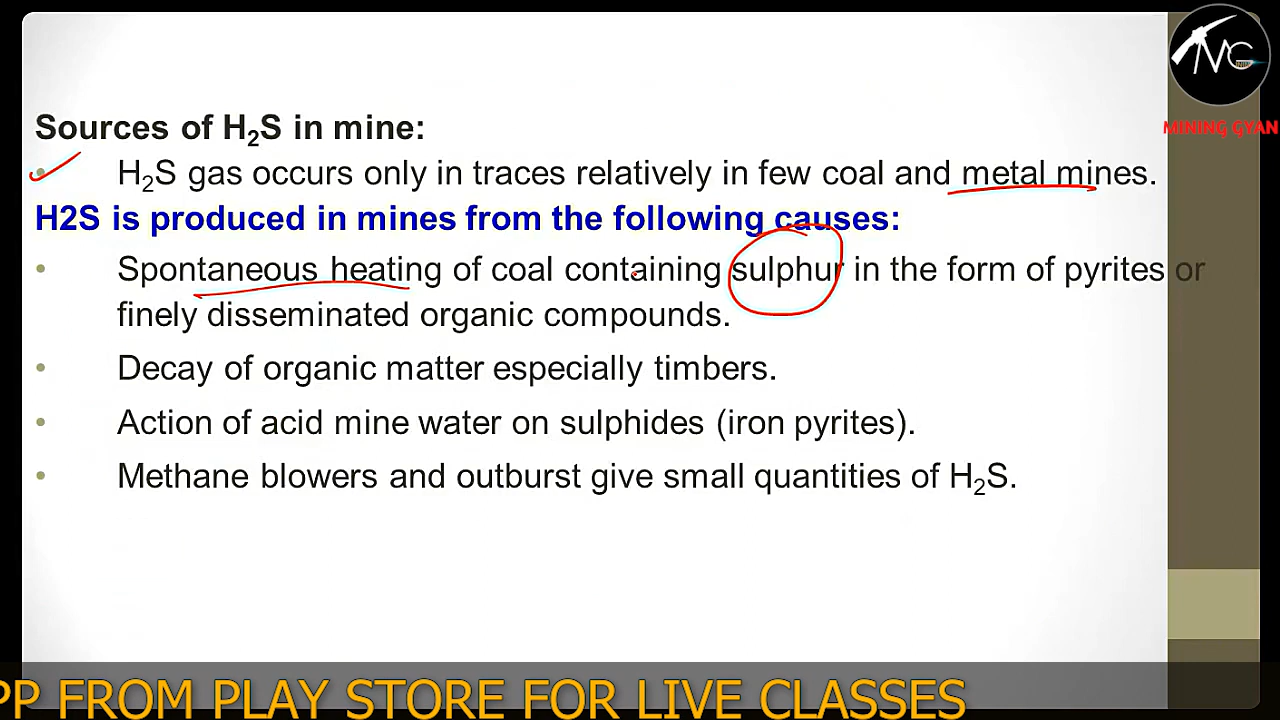 MG
MINING GYAN
Sources of H₂S in mine:
• H₂S gas occurs only in traces relatively in few coal and metal mines.
H2S is produced in mines from the following causes:
• Spontaneous heating of coal containing sulphur in the form of pyrites or
finely disseminated organic compounds.
• Decay of organic matter especially timbers.
• Action of acid mine water on sulphides (iron pyrites).
• Methane blowers and outburst give small quantities of H₂S.
PP FROM PLAY STORE FOR LIVE CLASSES